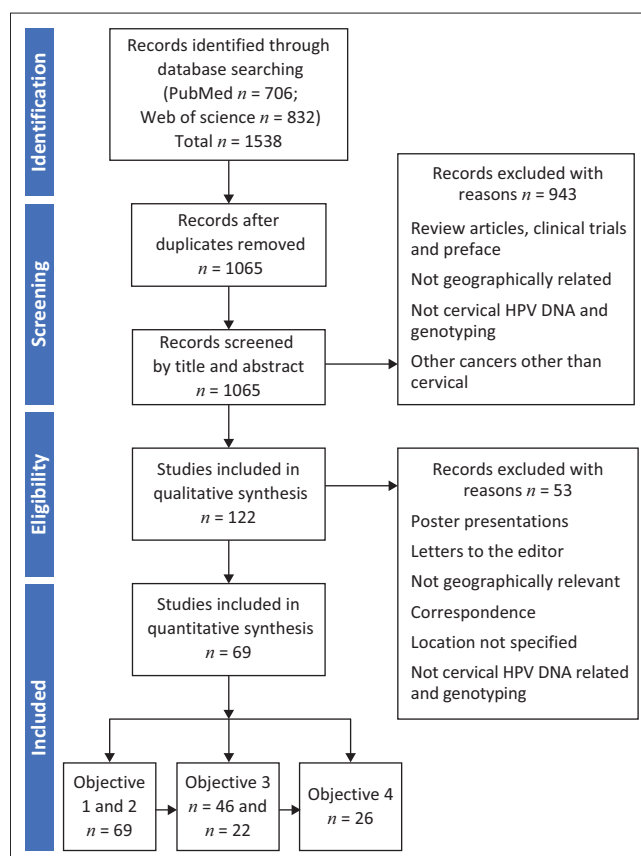 Identification
Records identified through
database searching
(PubMed n = 706;
Web of science n = 832)
Total n = 1538
Screening
Records after
duplicates removed
n = 1065
Records screened
by title and abstract
n = 1065
Records excluded with
reasons n = 943
Review articles, clinical trials
and preface
Not geographically related
Not cervical HPV DNA and
genotyping
Other cancers other than
cervical
Eligibility
Studies included in
qualitative synthesis
n = 122
Records excluded with
reasons n = 53
Poster presentations
Letters to the editor
Not geographically relevant
Correspondence
Location not specified
Not cervical HPV DNA related
and genotyping
Included
Studies included in
quantitative synthesis
n = 69
Objective
1 and 2
n = 69
Objective 3
n = 46 and
n = 22
Objective 4
n = 26